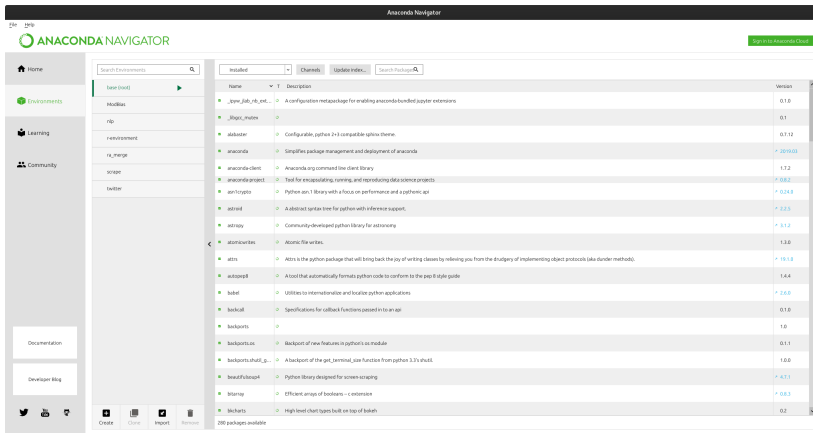 Anaconda Navigator
File Help
ANACONDA NAVIGATOR
Sign in to Anaconda Cloud
Home
Environments
Learning
Community
Documentation
Developer Blog
Search Environments
base (root)
nlp
r-environment
ra_merge
scrape
twitter
Create Clone Import Remove
Installed Channels Update index... Search Packages
Name T Description Version
_ipyw_jlab_nb_ext... A configuration metapackage for enabling anaconda-bundled jupyter extensions 0.1.0
_libgcc_mutex 0.1
alabaster Configurable, python 2+3 compatible sphinx theme. 0.7.12
anaconda Simplifies package management and deployment of anaconda 2019.03
anaconda-client Anaconda.org command line client library 1.7.2
anaconda-project Tool for encapsulating, running, and reproducing data science projects 0.8.2
asn1crypto Python asn.1 library with a focus on performance and a pythonic api 0.24.0
astroid A abstract syntax tree for python with inference support. 2.2.5
astropy Community-developed python library for astronomy 3.1.2
atomicwrites Atomic file writes. 1.3.0
attrs Attrs is the python package that will bring back the joy of writing classes by relieving you from the drudgery of implementing object protocols (aka dunder methods). 19.1.0
autopep8 A tool that automatically formats python code to conform to the pep 8 style guide 1.4.4
babel Utilities to internationalize and localize python applications 2.6.0
backcall Specifications for callback functions passed in to an api 0.1.0
backports 1.0
backports.os Backport of new features in python's os module 0.1.1
backports.shutil_g... A backport of the get_terminal_size function from python 3.3's shutil. 1.0.0
beautifulsoup4 Python library designed for screen-scraping 4.7.1
bitarray Efficient arrays of booleans -- c extension 0.8.3
bkcharts High level chart types built on top of bokeh 0.2
280 packages available